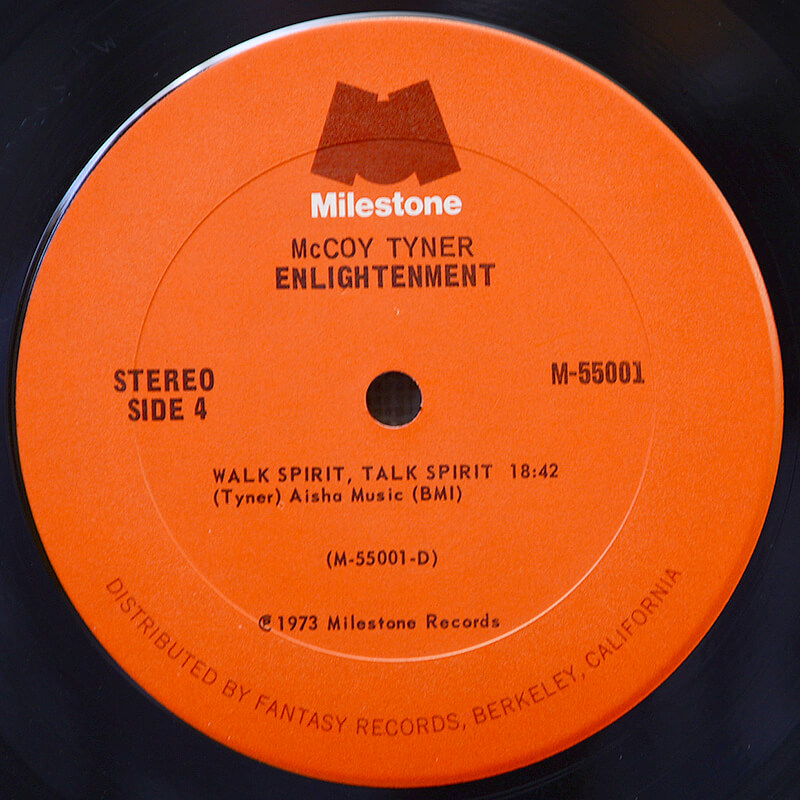 Milestone
McCOY TYNER
ENLIGHTENMENT
STEREO
SIDE 4
M-55001
WALK SPIRIT, TALK SPIRIT 18:42
(Tyner) Aisha Music (BMI)
(M-55001-D)
℗ 1973 Milestone Records
DISTRIBUTED BY FANTASY RECORDS, BERKELEY, CALIFORNIA